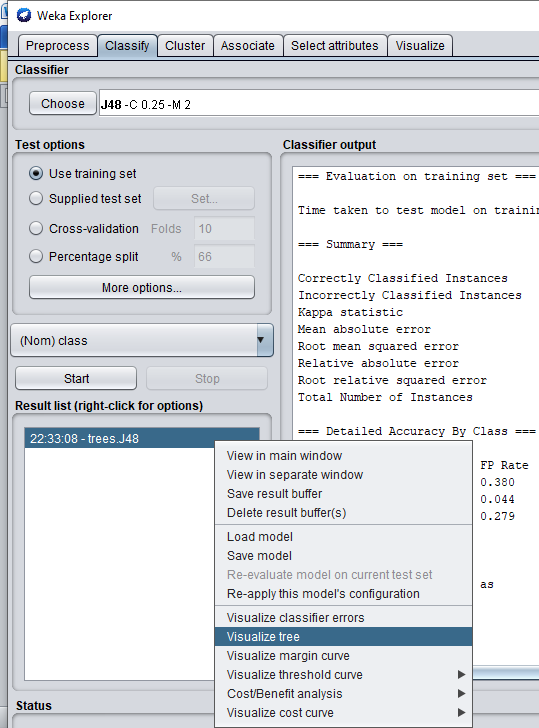 Weka Explorer
Preprocess Classify Cluster Associate Select attributes Visualize
Classifier
Choose J48 -C 0.25 -M 2
Test options
Use training set
Supplied test set Set...
Cross-validation Folds 10
Percentage split % 66
More options...
(Nom) class
Start Stop
Result list (right-click for options)
22:33:08 - trees.J48
Classifier output
=== Evaluation on training set ===
Time taken to test model on
=== Summary ===
Correctly Classified Instances
Incorrectly Classified Instances
Kappa statistic
Mean absolute error
Root mean squared error
Relative absolute error
Root relative squared error
Total Number of Instances
=== Detailed Accuracy By Class ===
FP Rate
0.380
0.044
0.279
as
View in main window
View in separate window
Save result buffer
Delete result buffer(s)
Load model
Save model
Re-evaluate model on current test set
Re-apply this model's configuration
Visualize classifier errors
Visualize tree
Visualize margin curve
Visualize threshold curve
Cost/Benefit analysis
Visualize cost curve
Status